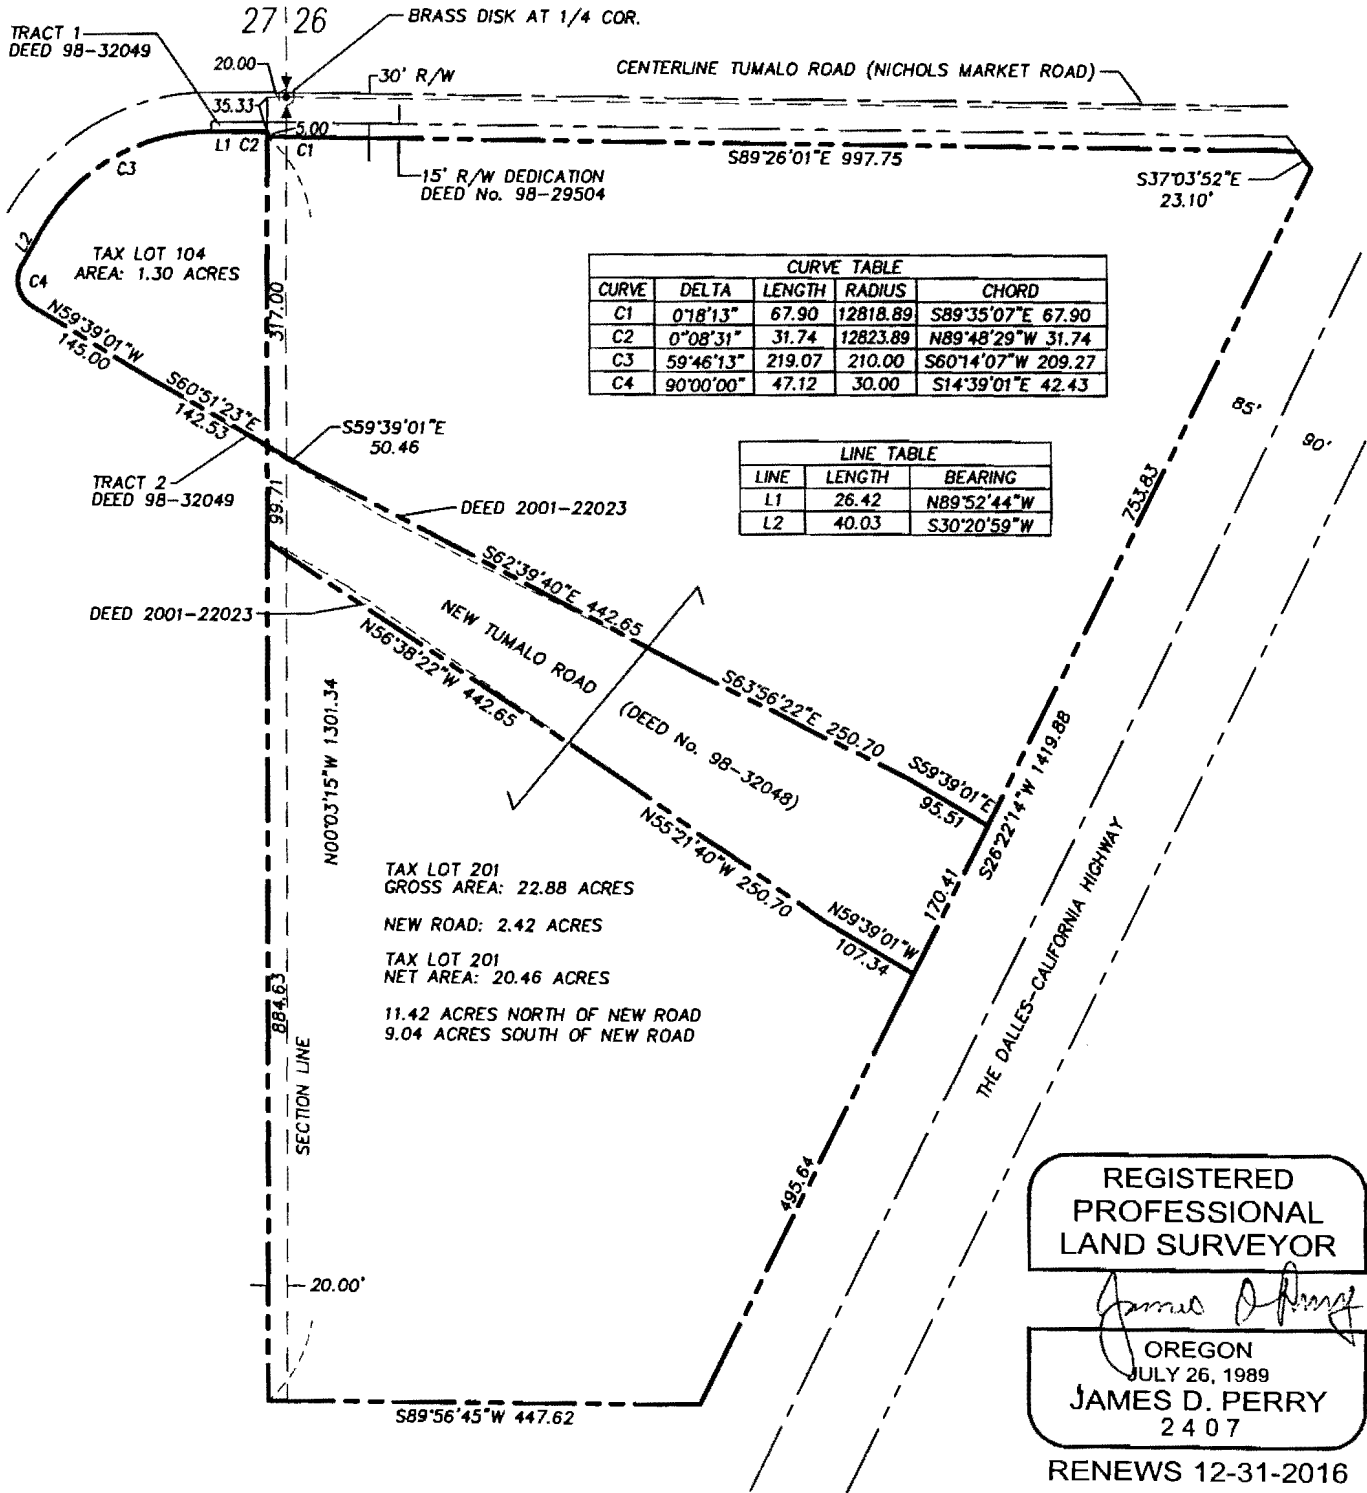 27 26
BRASS DISK AT 1/4 COR.
TRACT 1
DEED 98-32049
20.00
30' R/W
CENTERLINE TUMALO ROAD (NICHOLS MARKET ROAD)
35.33
5.00
L1 C2 C1
C3
S89°26'01"E 997.75
15' R/W DEDICATION
DEED No. 98-29504
S37°03'52"E
23.10'
L2
TAX LOT 104
AREA: 1.30 ACRES
C4
317.00
N59°39'01"W
145.00
CURVE TABLE
CURVE DELTA LENGTH RADIUS CHORD
C1 0°18'13" 67.90 12818.89 S89°35'07"E 67.90
C2 0°08'31" 31.74 12823.89 N89°48'29"W 31.74
C3 59°46'13" 219.07 210.00 S60°14'07"W 209.27
C4 90°00'00" 47.12 30.00 S14°39'01"E 42.43
S60°51'23"E
142.53
S59°39'01"E
50.46
85'
90'
LINE TABLE
LINE LENGTH BEARING
L1 26.42 N89°52'44"W
L2 40.03 S30°20'59"W
TRACT 2
DEED 98-32049
99.71
DEED 2001-22023
753.83
S62°39'40"E 442.65
DEED 2001-22023
NEW TUMALO ROAD
(DEED No. 98-32048)
N56°38'22"W 442.65
S63°56'22"E 250.70
N00°03'15"W 1301.34
S59°39'01"E
95.51
S26°22'14"W 1419.88
N55°21'40"W 250.70
170.41
N59°39'01"W
107.34
THE DALLES-CALIFORNIA HIGHWAY
TAX LOT 201
GROSS AREA: 22.88 ACRES
NEW ROAD: 2.42 ACRES
TAX LOT 201
NET AREA: 20.46 ACRES
11.42 ACRES NORTH OF NEW ROAD
9.04 ACRES SOUTH OF NEW ROAD
884.63
SECTION LINE
495.64
20.00'
S89°56'45"W 447.62
REGISTERED
PROFESSIONAL
LAND SURVEYOR
James D Perry
OREGON
JULY 26, 1989
JAMES D. PERRY
2407
RENEWS 12-31-2016